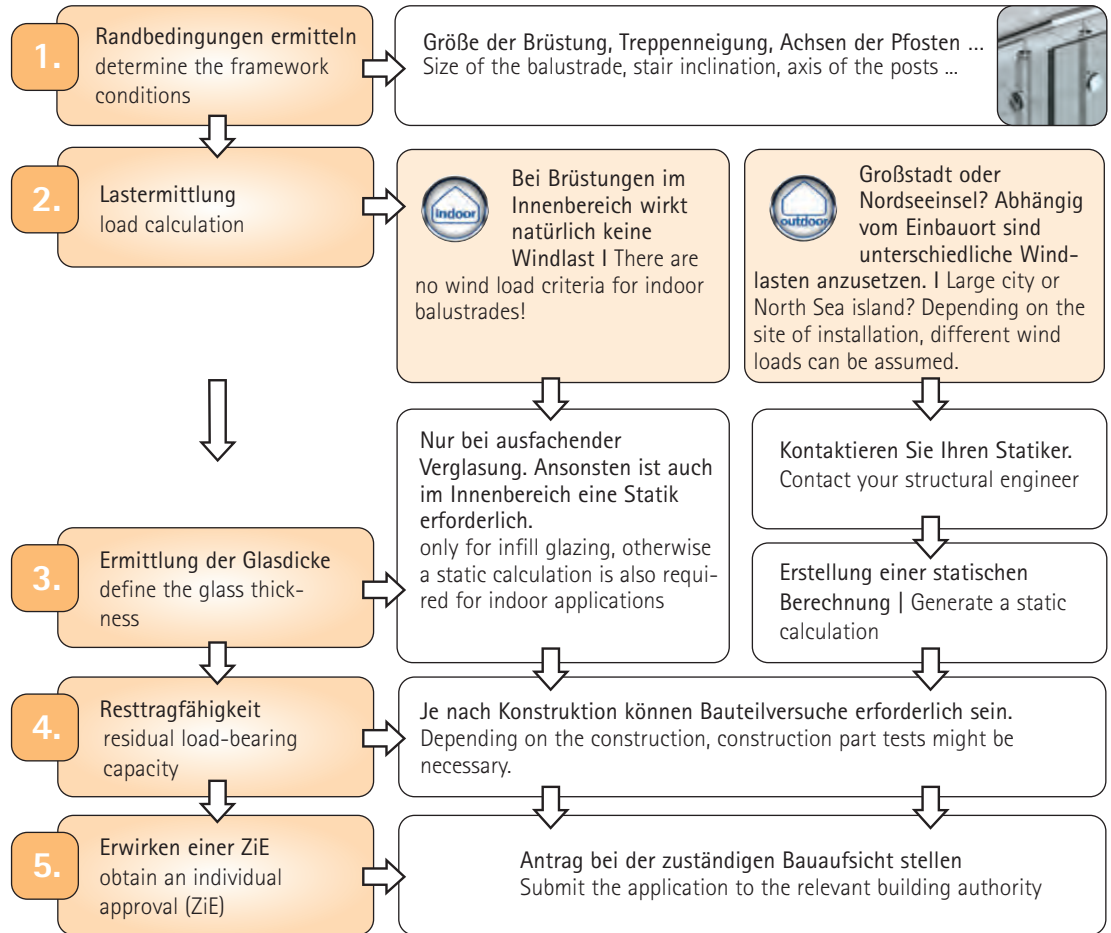 1.
Randbedingungen ermitteln
determine the framework
conditions
Größe der Brüstung, Treppenneigung, Achsen der Pfosten ...
Size of the balustrade, stair inclination, axis of the posts ...
2.
Lastermittlung
load calculation
indoor
Bei Brüstungen im
Innenbereich wirkt
natürlich keine
Windlast I There are
no wind load criteria for indoor
balustrades!
outdoor
Großstadt oder
Nordseeinsel? Abhängig
vom Einbauort sind
unterschiedliche Wind-
lasten anzusetzen. I Large city or
North Sea island? Depending on the
site of installation, different wind
loads can be assumed.
Nur bei ausfachender
Verglasung. Ansonsten ist auch
im Innenbereich eine Statik
erforderlich.
only for infill glazing, otherwise
a static calculation is also requi-
red for indoor applications
Kontaktieren Sie Ihren Statiker.
Contact your structural engineer
3.
Ermittlung der Glasdicke
define the glass thick-
ness
Erstellung einer statischen
Berechnung | Generate a static
calculation
4.
Resttragfähigkeit
residual load-bearing
capacity
Je nach Konstruktion können Bauteilversuche erforderlich sein.
Depending on the construction, construction part tests might be
necessary.
5.
Erwirken einer ZiE
obtain an individual
approval (ZiE)
Antrag bei der zuständigen Bauaufsicht stellen
Submit the application to the relevant building authority